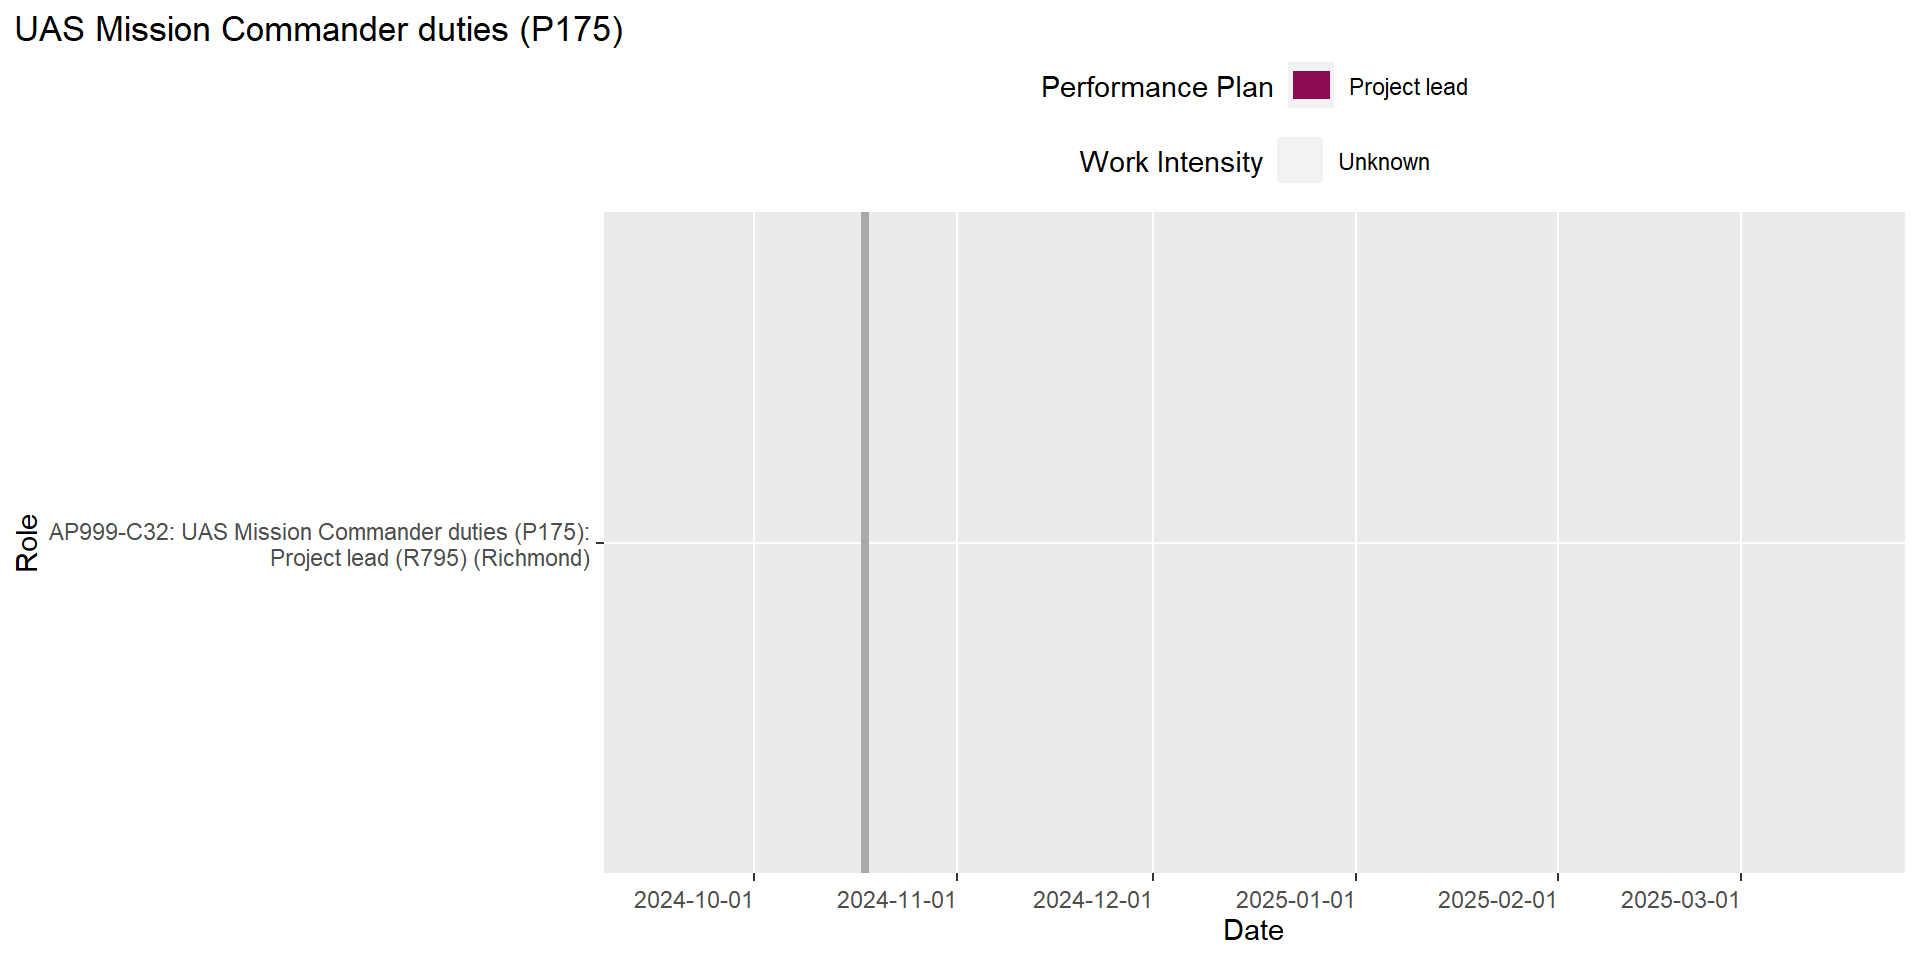 UAS Mission Commander duties (P175)
Performance Plan
Project lead
Work Intensity
Unknown
Role
AP999-C32: UAS Mission Commander duties (P175):
Project lead (R795) (Richmond)
2024-10-01
2024-11-01
2024-12-01
2025-01-01
2025-02-01
2025-03-01
Date